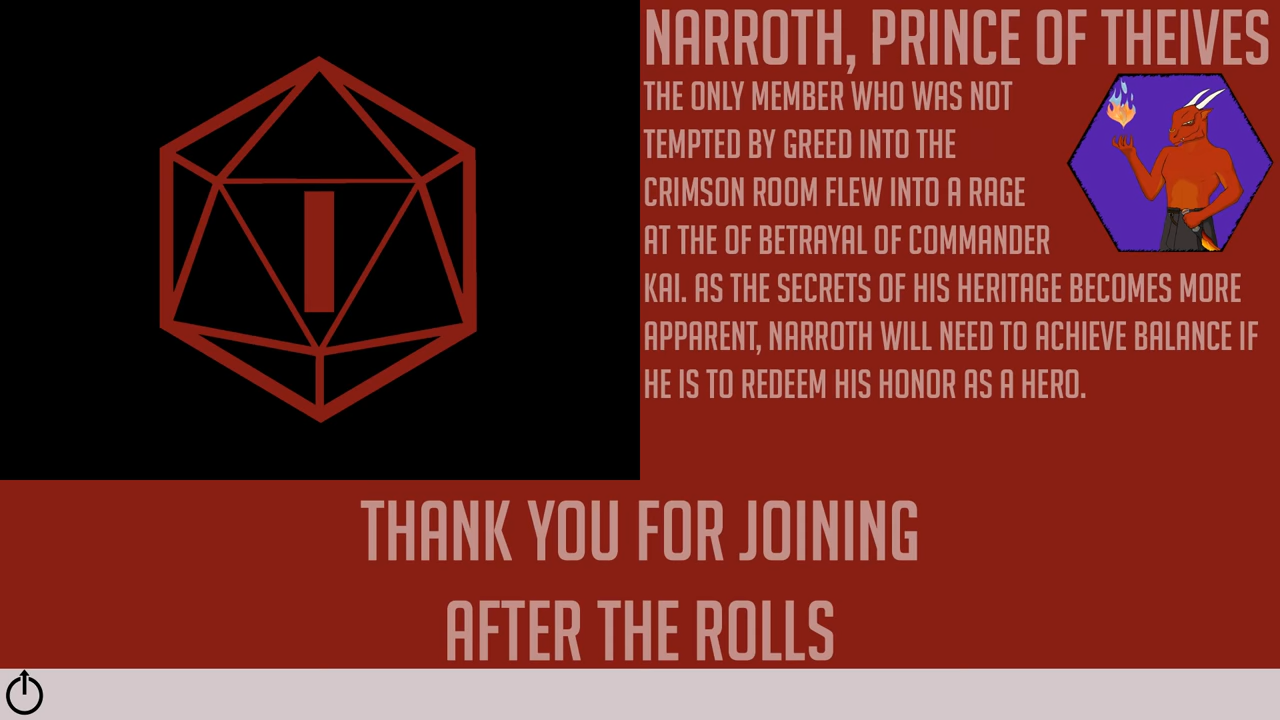 1
NARROTH, PRINCE OF THEIVES
THE ONLY MEMBER WHO WAS NOT
TEMPTED BY GREED INTO THE
CRIMSON ROOM FLEW INTO A RAGE
AT THE OF BETRAYAL OF COMMANDER
KAI. AS THE SECRETS OF HIS HERITAGE BECOMES MORE
APPARENT, NARROTH WILL NEED TO ACHIEVE BALANCE IF
HE IS TO REDEEM HIS HONOR AS A HERO.
THANK YOU FOR JOINING
AFTER THE ROLLS